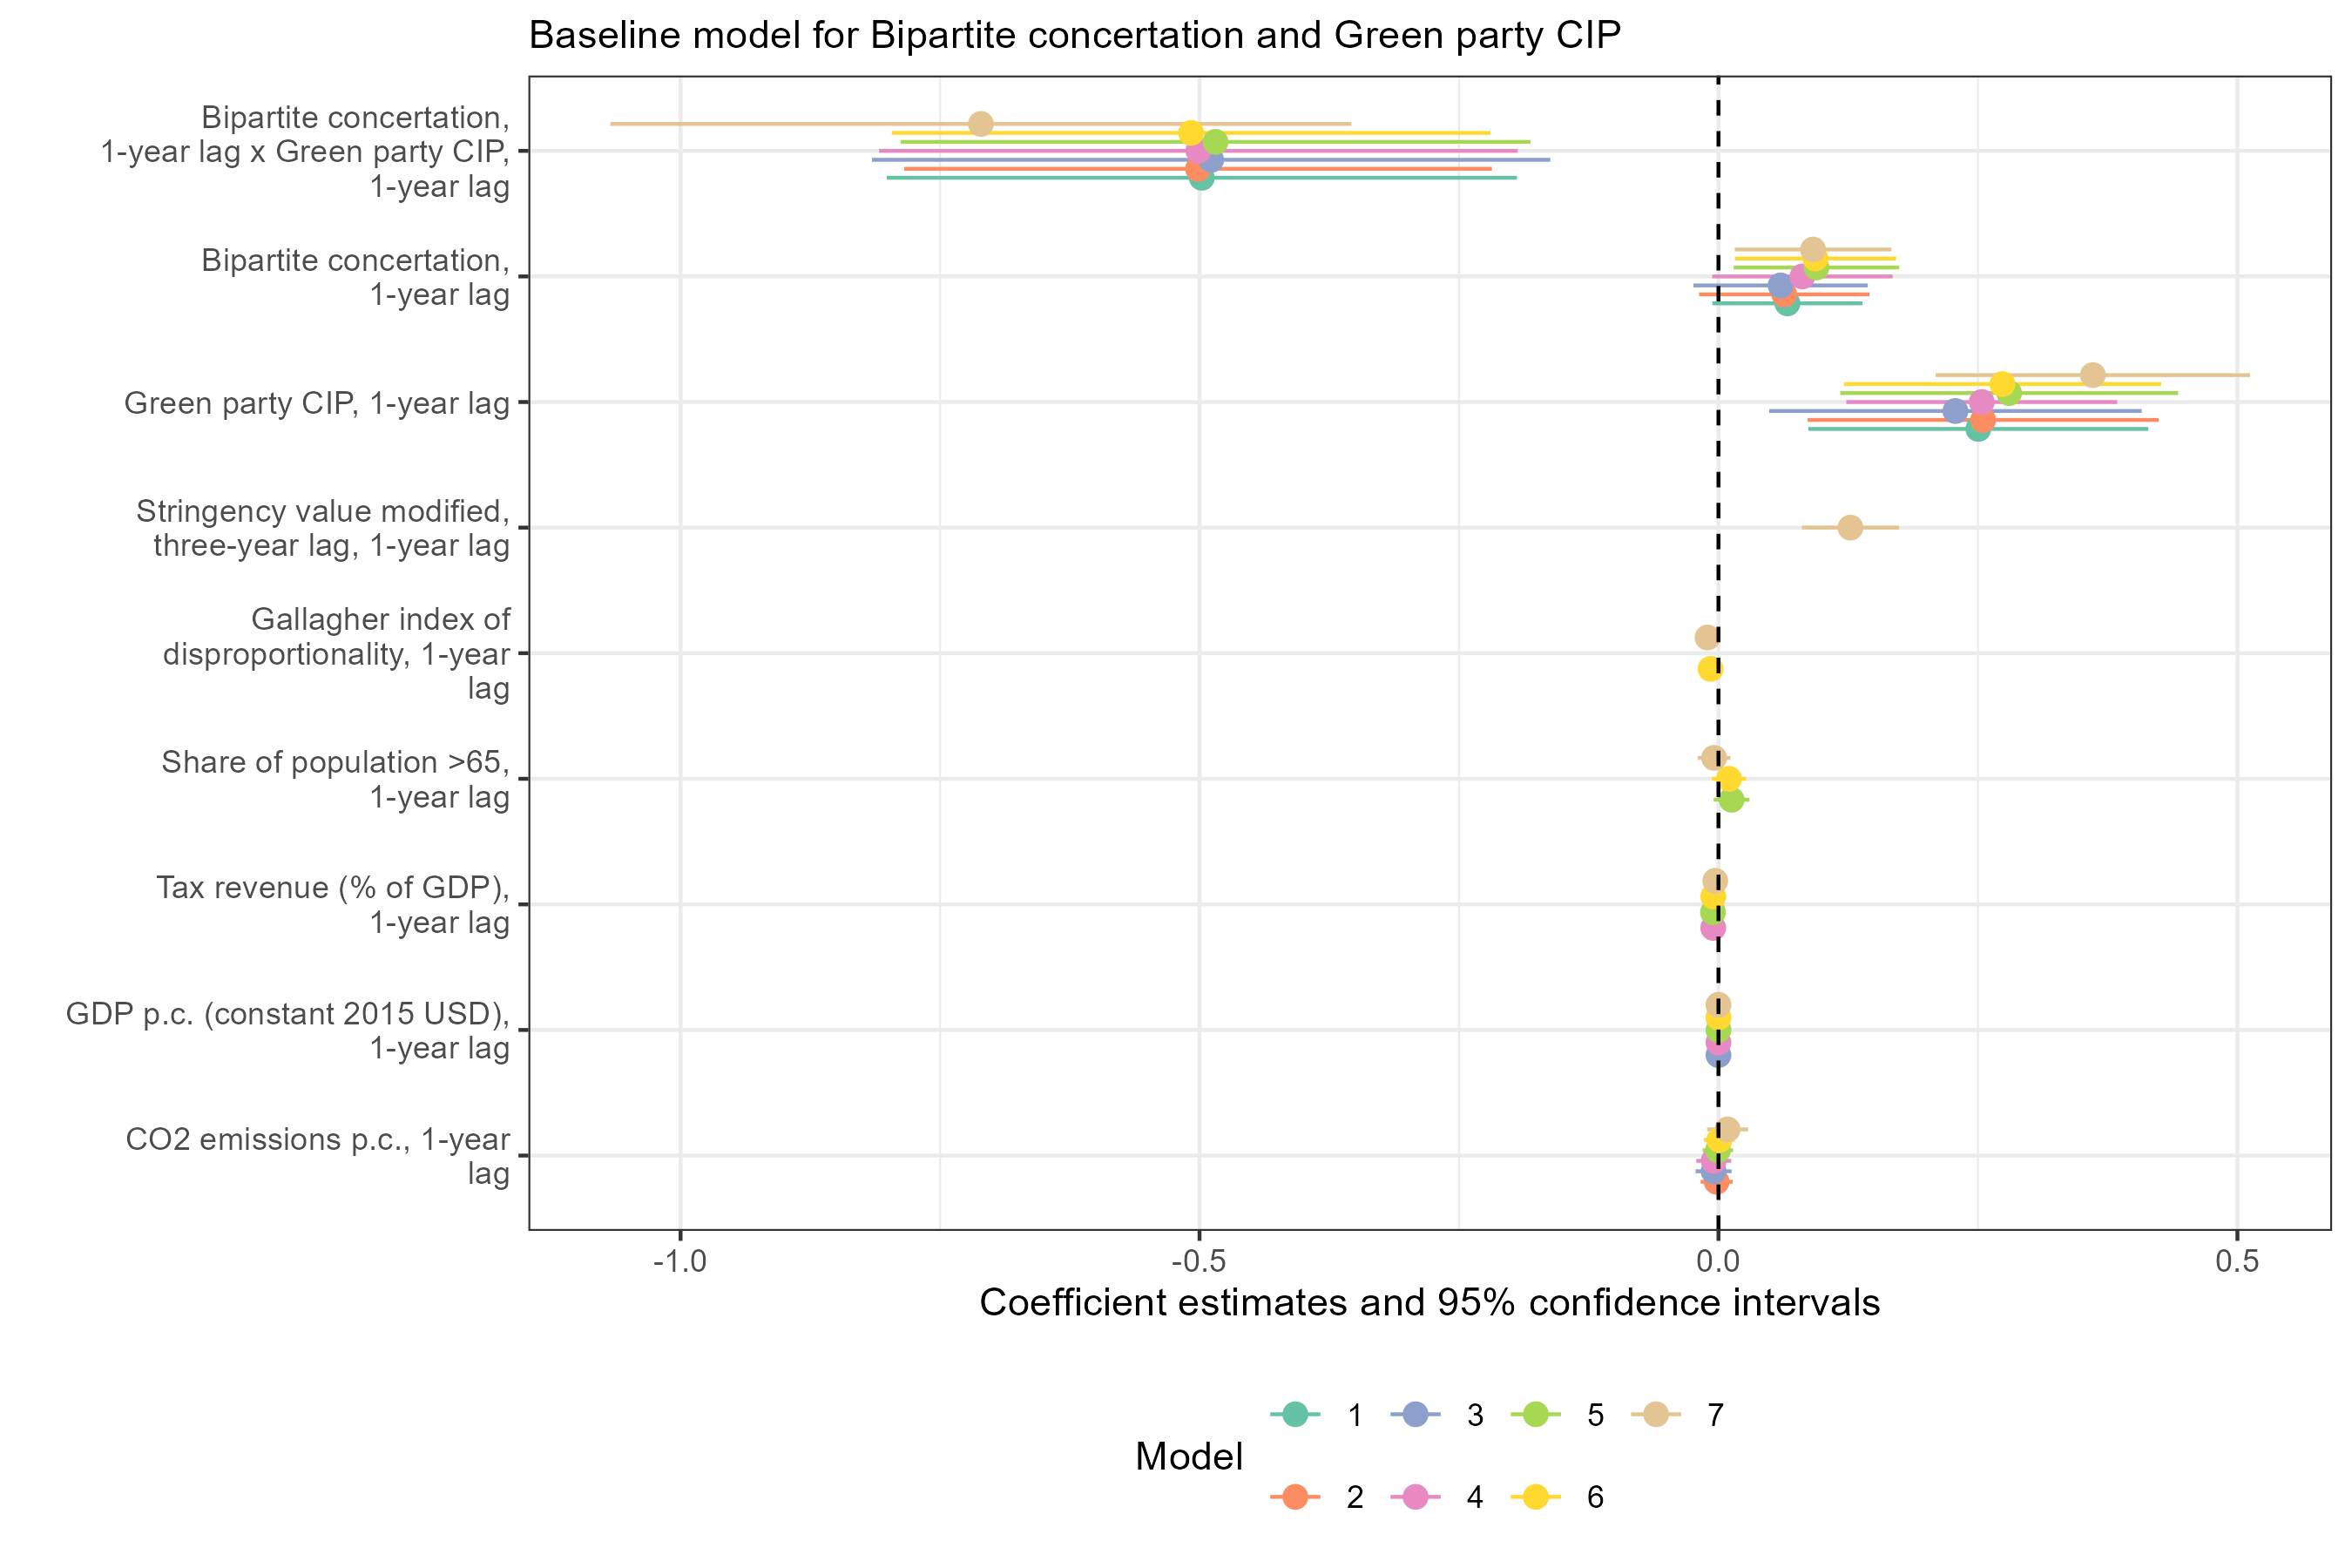 Baseline model for Bipartite concertation and Green party CIP
Bipartite concertation,
1-year lag x Green party CIP,
1-year lag
Bipartite concertation,
1-year lag
Green party CIP, 1-year lag
Stringency value modified,
three-year lag, 1-year lag
Gallagher index of
disproportionality, 1-year
lag
Share of population >65,
1-year lag
Tax revenue (% of GDP),
1-year lag
GDP p.c. (constant 2015 USD),
1-year lag
CO2 emissions p.c., 1-year
lag
-1.0 -0.5 0.0 0.5
Coefficient estimates and 95% confidence intervals
Model
1 3 5 7
2 4 6